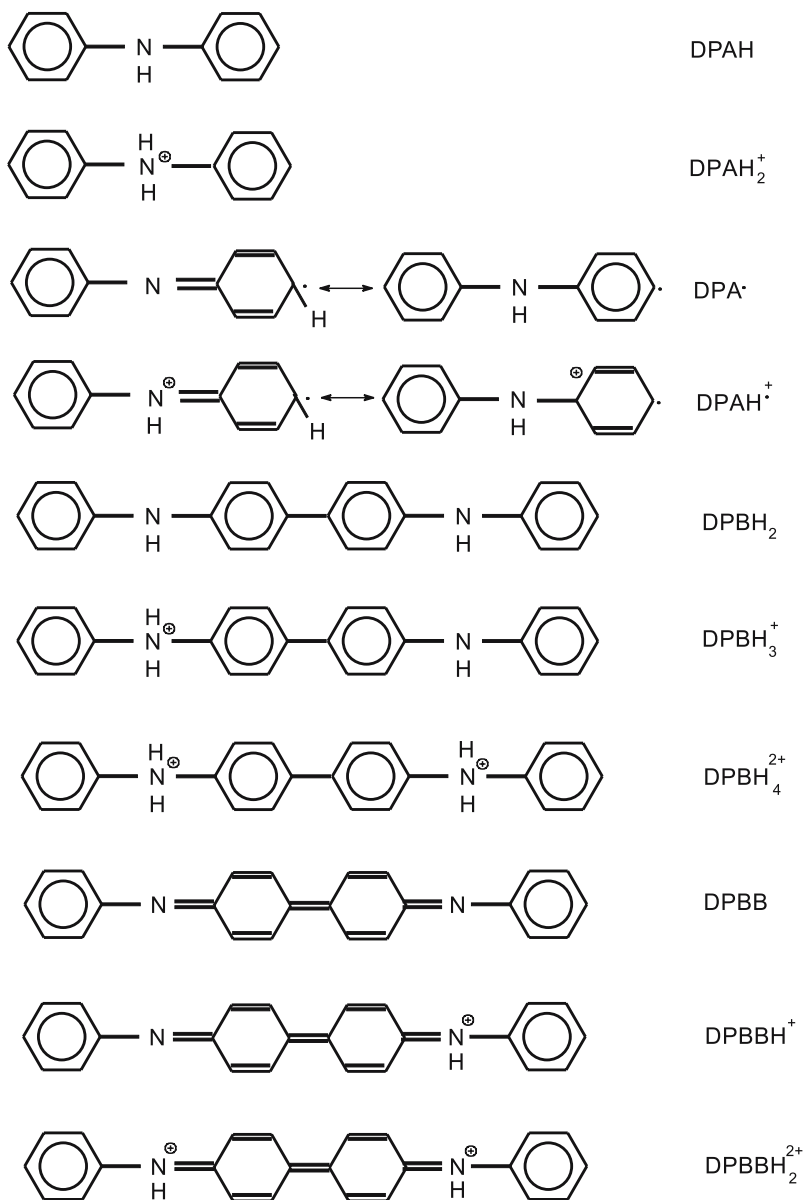 N
H
DPAH
H
N⊕
H
DPAH₂⁺
N · ↔ N · DPA•
H H
N⊕ · ↔ N ⊕ · DPAH•⁺
H H H
N N DPBH₂
H H
H
N⊕ N DPBH₃⁺
H H
H H
N⊕ N⊕ DPBH₄²⁺
H H
N N DPBB
N N⊕ DPBBH⁺
H
N⊕ N⊕ DPBBH₂²⁺
H H